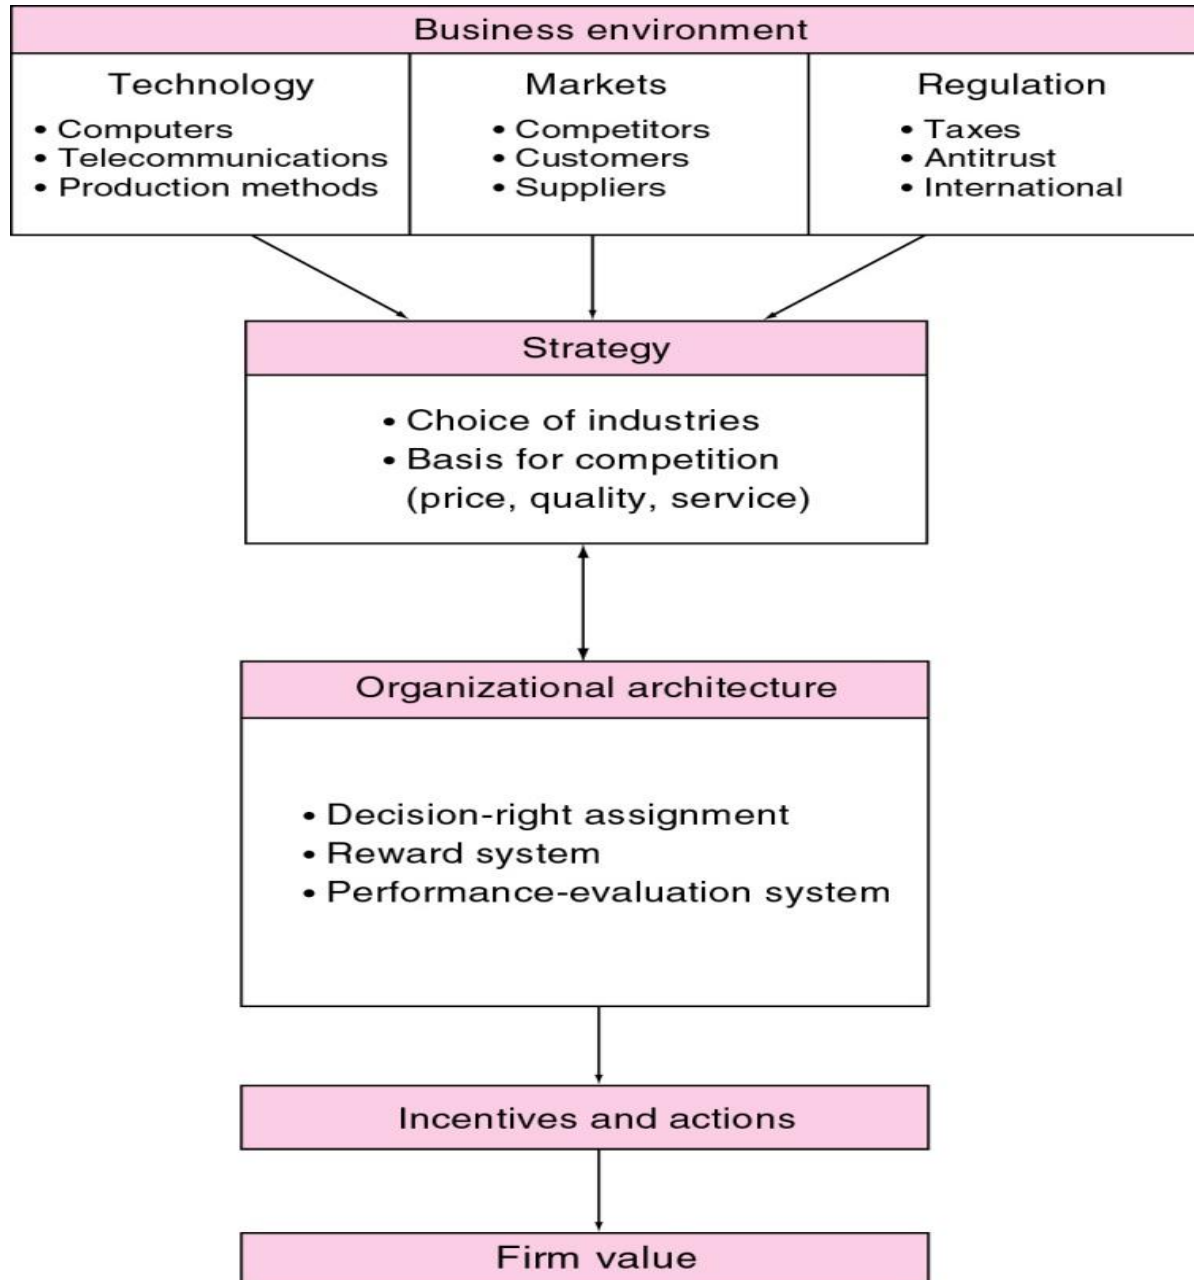 Business environment
Technology
• Computers
• Telecommunications
• Production methods
Markets
• Competitors
• Customers
• Suppliers
Regulation
• Taxes
• Antitrust
• International
Strategy
• Choice of industries
• Basis for competition
(price, quality, service)
Organizational architecture
• Decision-right assignment
• Reward system
• Performance-evaluation system
Incentives and actions
Firm value